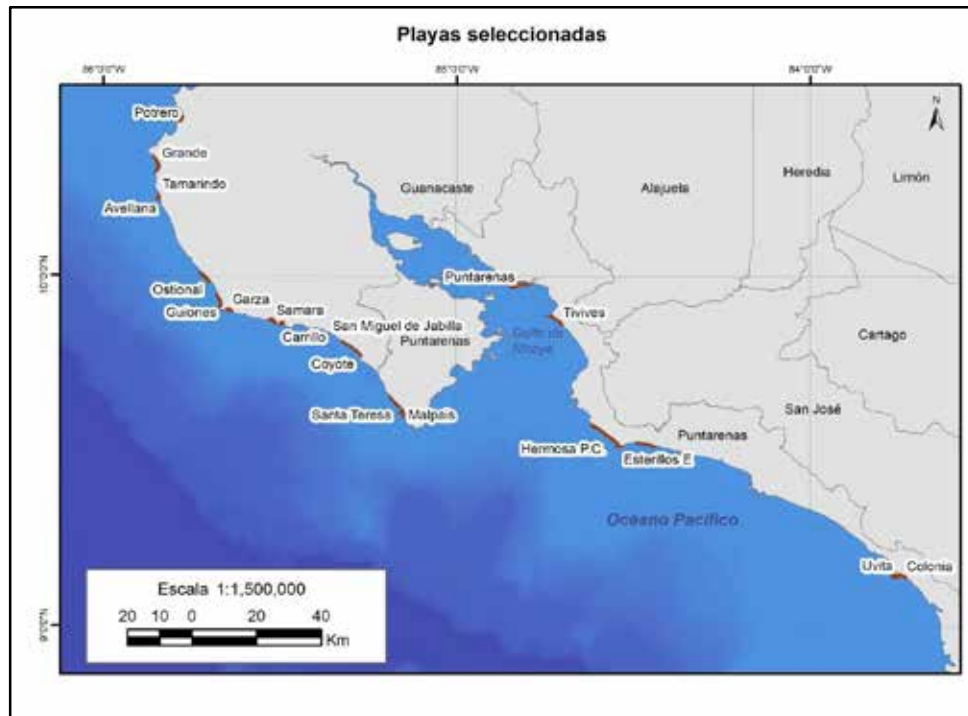 Playas seleccionadas
86°0'0"W
85°0'0"W
84°0'0"W
N
Potrero
Grande
Tamarindo
Avellana
Guanacaste
Alajuela
Heredia
Limón
10°0'0"N
Puntarenas
Ostional
Garza
Guiones
Samara
Tivives
San Miguel de Jabilla
Carrillo
Puntarenas
Cartago
Coyote
San José
Santa Teresa
Malpais
Puntarenas
Hermosa P.C.
Esterillos E
Océano Pacífico
Uvita
Colonia
Escala 1:1,500,000
20 10 0 20 40
Km
9°0'0"N